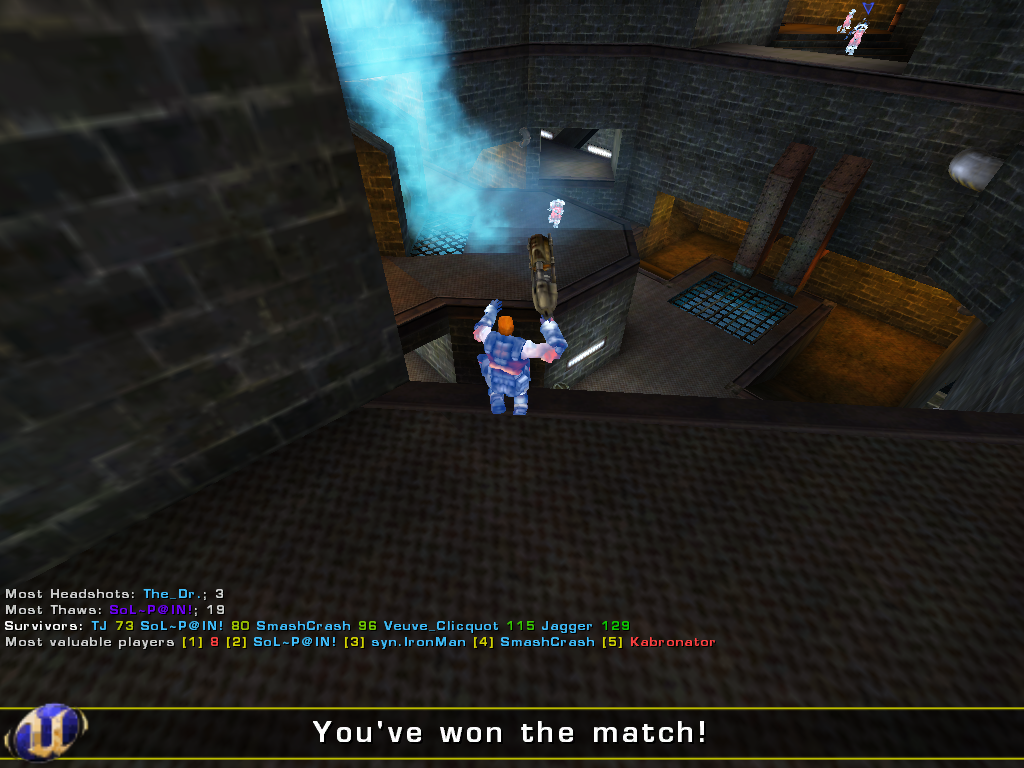 Most Headshots: The_Dr.; 3
Most Thaws: SoL~P@IN!; 19
Survivors: TJ 73 SoL~P@IN! 80 SmashCrash 96 Veuve_Clicquot 115 Jagger 129
Most valuable players [1] 8 [2] SoL~P@IN! [3] syn.IronMan [4] SmashCrash [5] Kabronator
You've won the match!